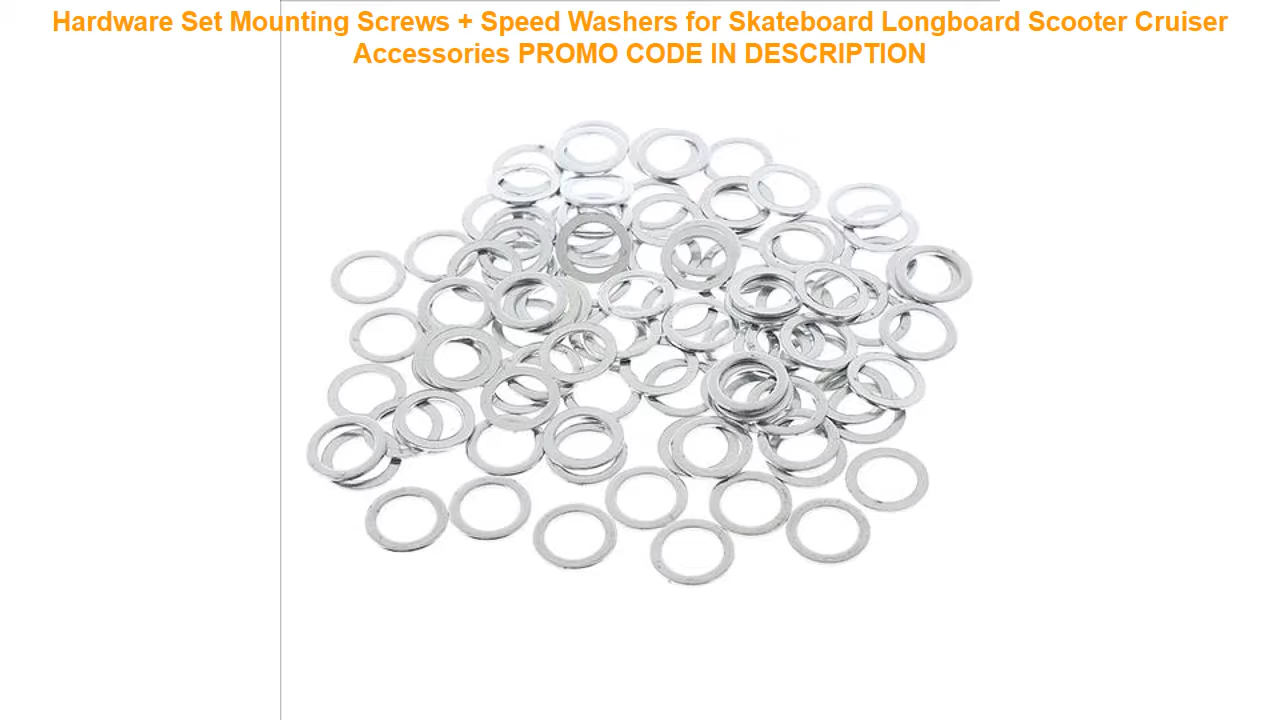 Hardware Set Mounting Screws + Speed Washers for Skateboard Longboard Scooter Cruiser
Accessories PROMO CODE IN DESCRIPTION